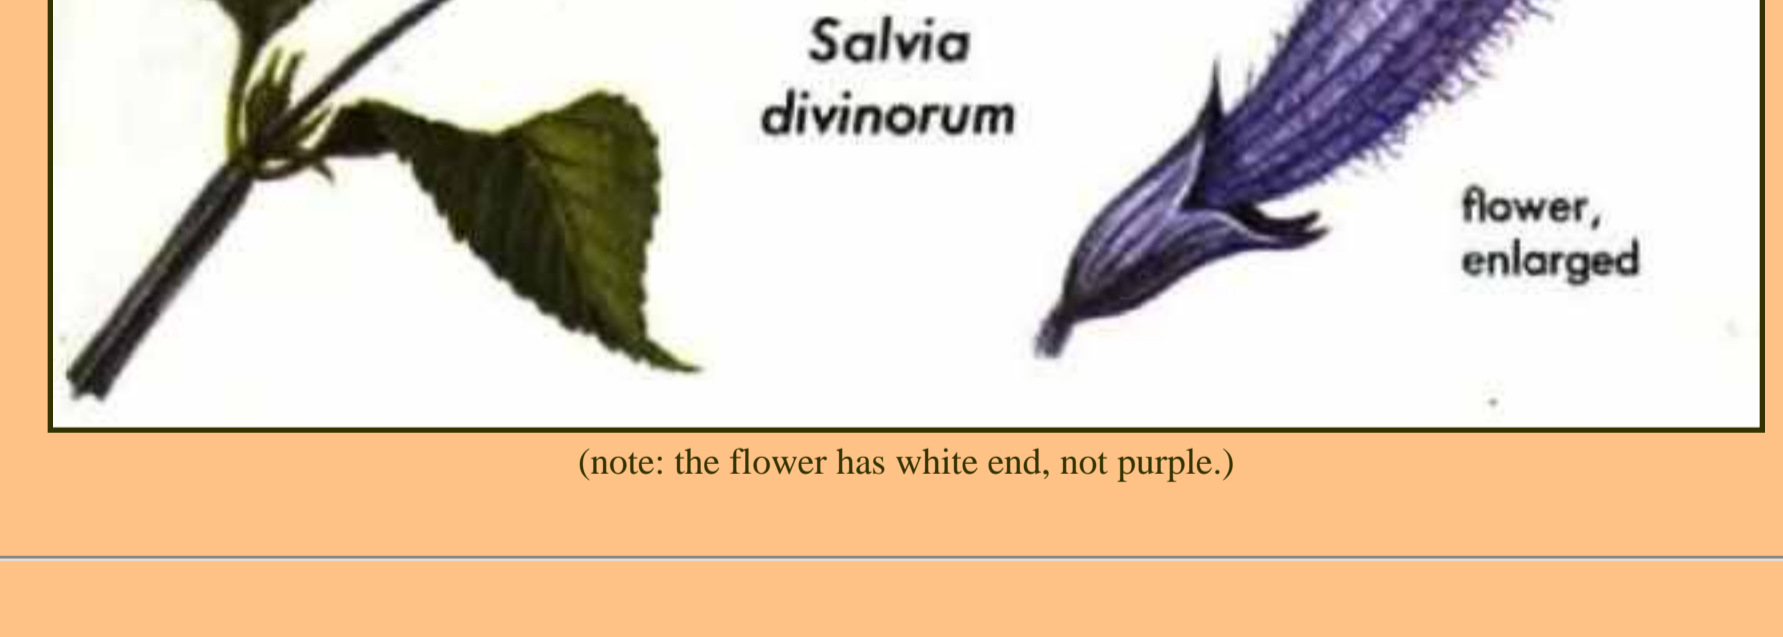 Salvia
divinorum
flower,
enlarged
(note: the flower has white end, not purple.)